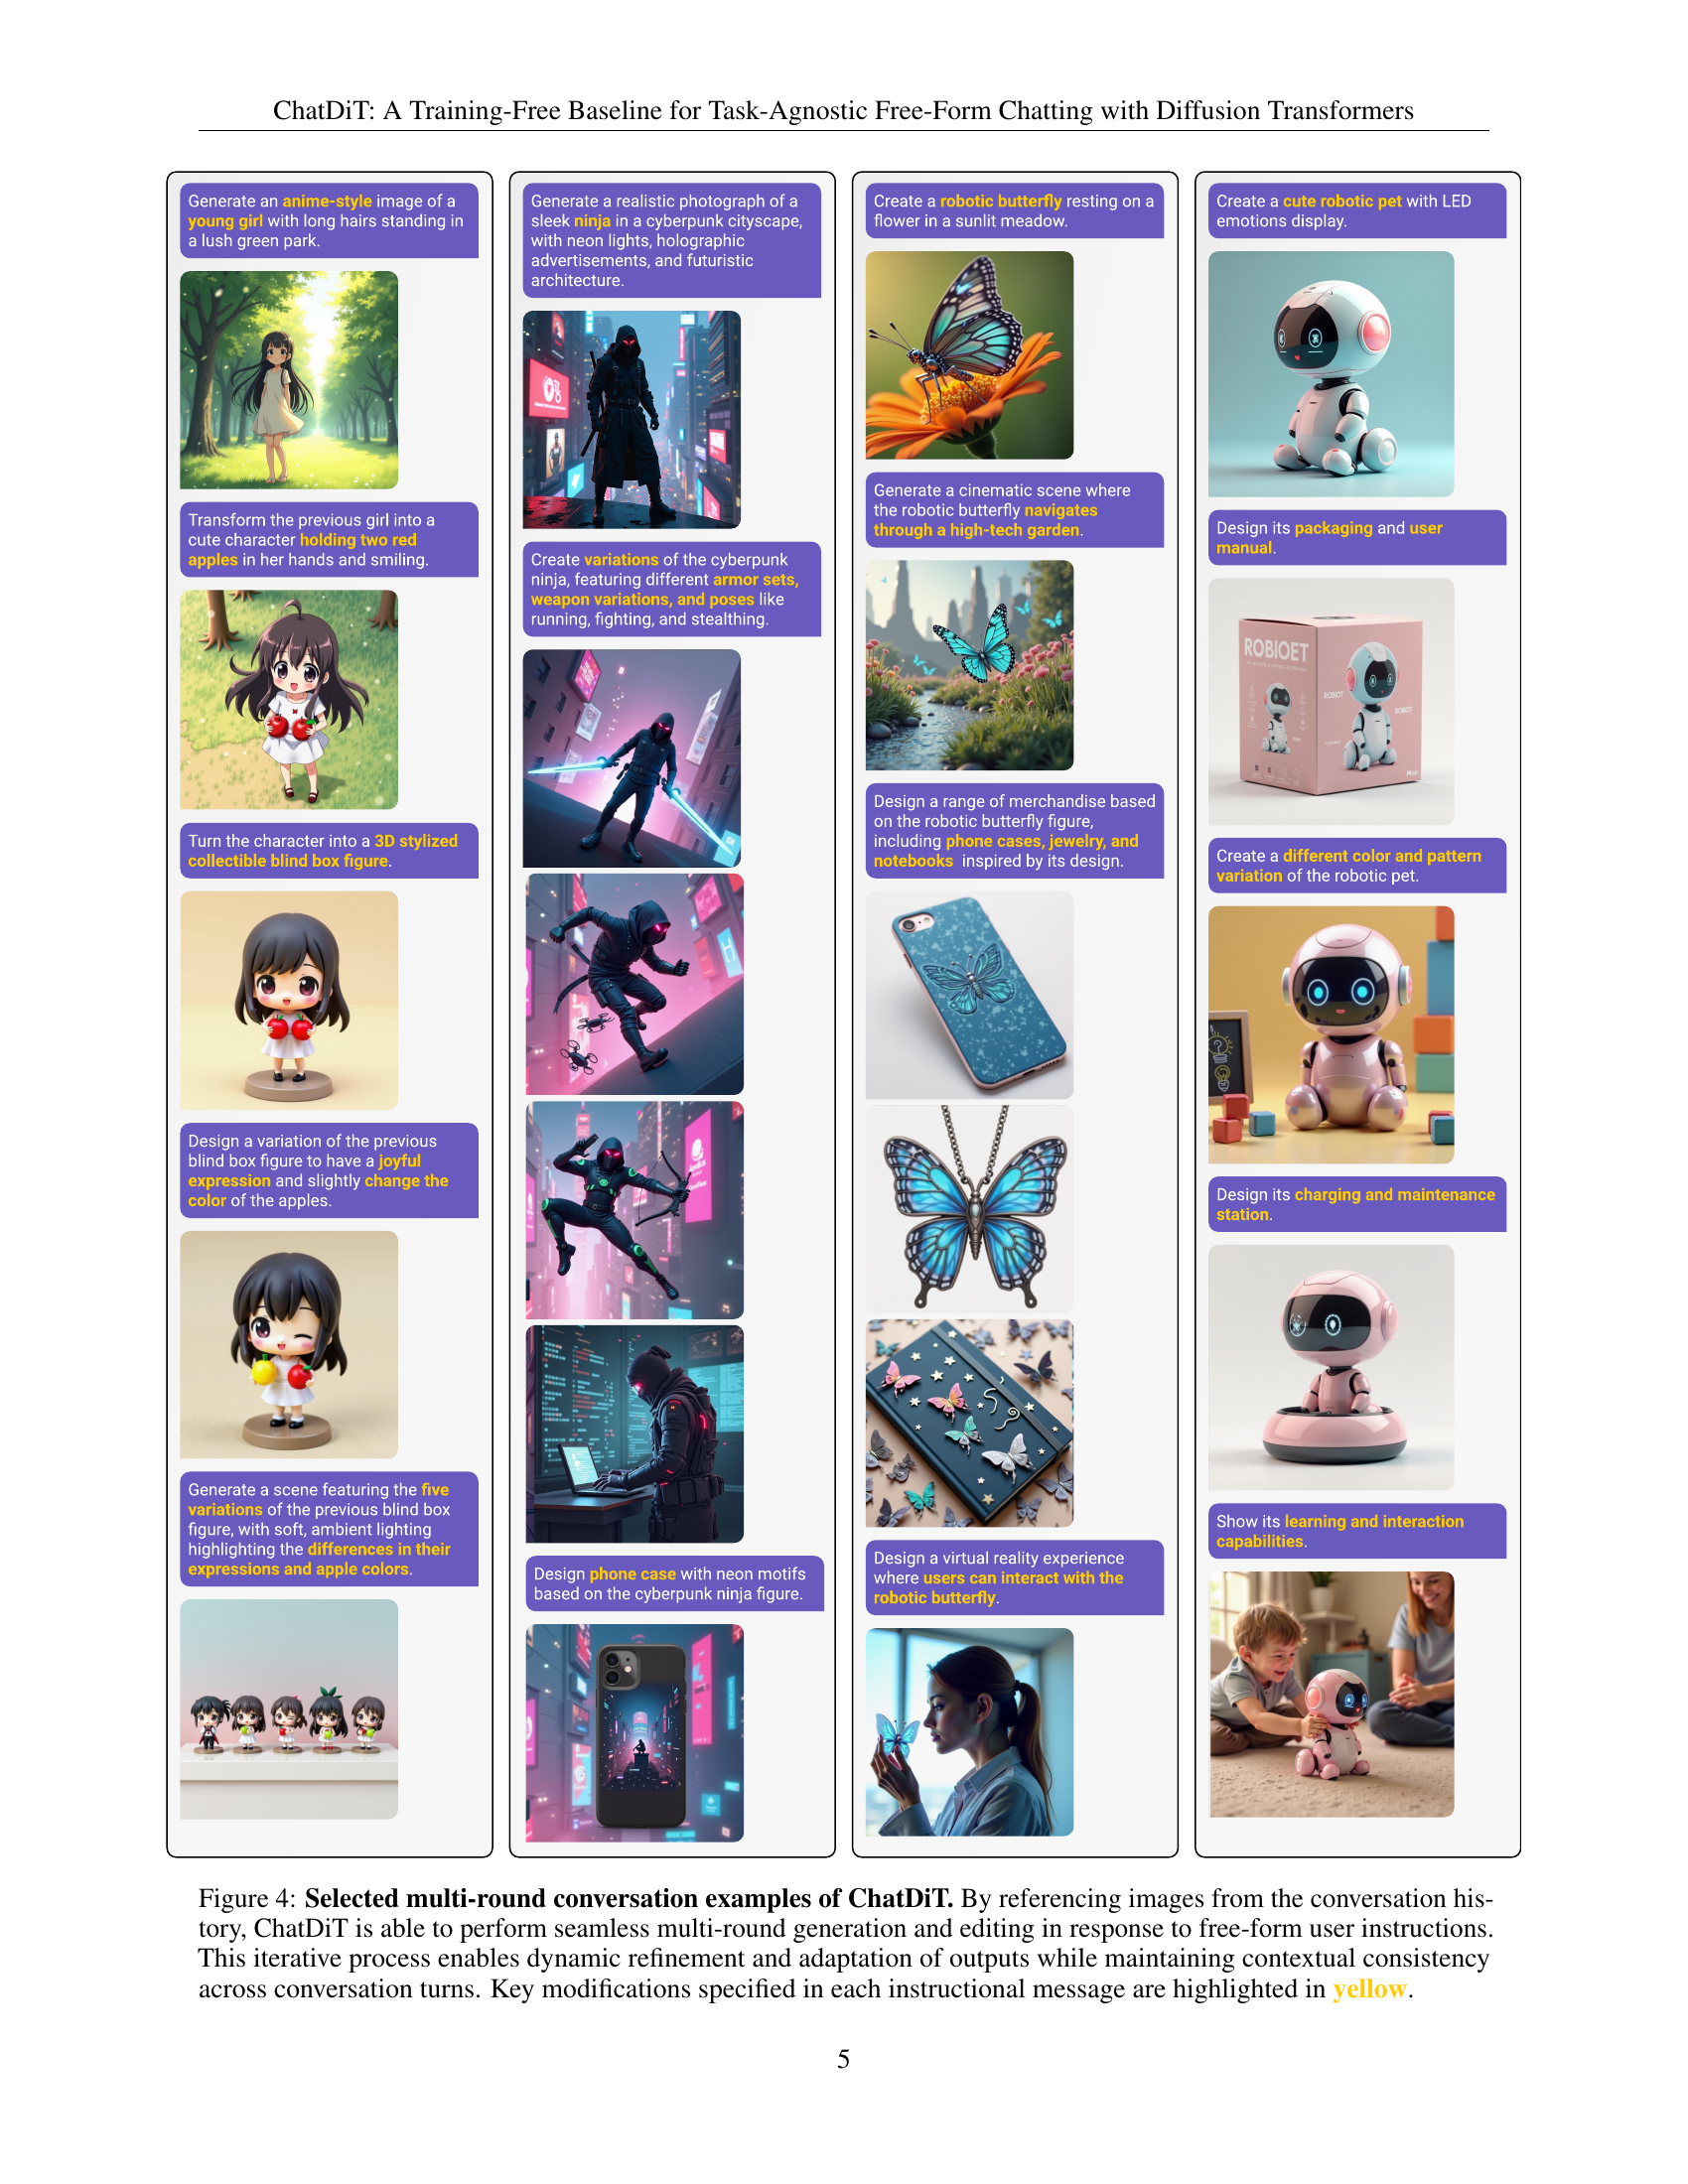 ChatDiT: A Training-Free Baseline for Task-Agnostic Free-Form Chatting with Diffusion Transformers
Generate an anime-style image of a
young girl with long hairs standing in
a lush green park.
Transform the previous girl into a
cute character holding two red
apples in her hands and smiling.
Turn the character into a 3D stylized
collectible blind box figure.
Design a variation of the previous
blind box figure to have a joyful
expression and slightly change the
color of the apples.
Generate a scene featuring the five
variations of the previous blind box
figure, with soft, ambient lighting
highlighting the differences in their
expressions and apple colors.
Generate a realistic photograph of a
sleek ninja in a cyberpunk cityscape,
with neon lights, holographic
advertisements, and futuristic
architecture.
Create variations of the cyberpunk
ninja, featuring different armor sets,
weapon variations, and poses like
running, fighting, and stealthing.
Design phone case with neon motifs
based on the cyberpunk ninja figure.
Create a robotic butterfly resting on a
flower in a sunlit meadow.
Generate a cinematic scene where
the robotic butterfly navigates
through a high-tech garden.
Design a range of merchandise based
on the robotic butterfly figure,
including phone cases, jewelry, and
notebooks inspired by its design.
Design a virtual reality experience
where users can interact with the
robotic butterfly.
Create a cute robotic pet with LED
emotions display.
Design its packaging and user
manual.
ROBIOET
ROBIOT
ROBOT
Create a different color and pattern
variation of the robotic pet.
Design its charging and maintenance
station.
Show its learning and interaction
capabilities.
Figure 4: Selected multi-round conversation examples of ChatDiT. By referencing images from the conversation his-
tory, ChatDiT is able to perform seamless multi-round generation and editing in response to free-form user instructions.
This iterative process enables dynamic refinement and adaptation of outputs while maintaining contextual consistency
across conversation turns. Key modifications specified in each instructional message are highlighted in yellow.
5